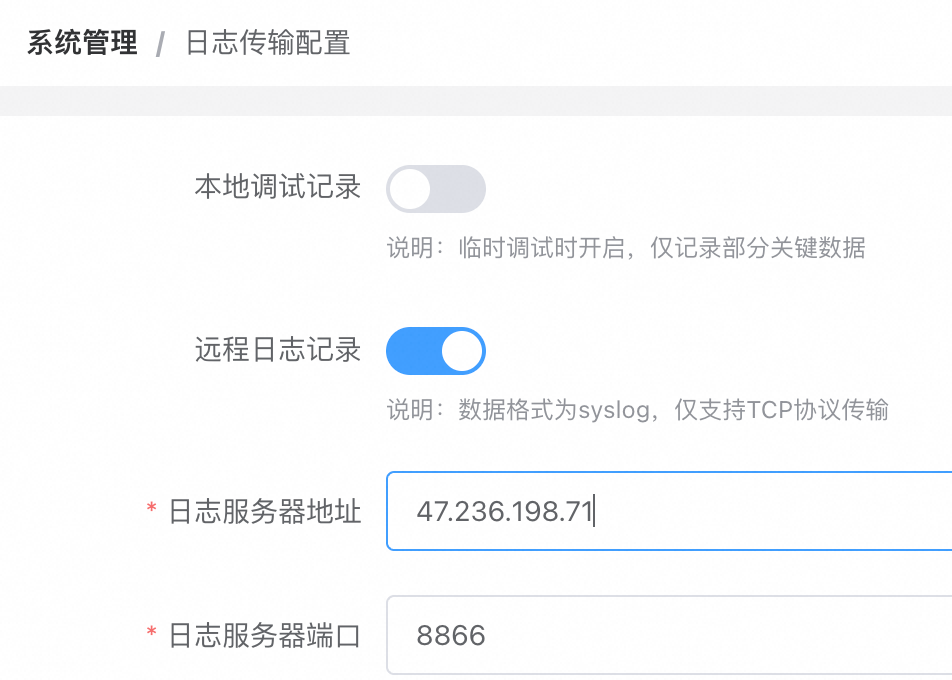 系统管理 / 日志传输配置
本地调试记录
说明：临时调试时开启，仅记录部分关键数据
远程日志记录
说明：数据格式为syslog，仅支持TCP协议传输
* 日志服务器地址 47.236.198.71
* 日志服务器端口 8866